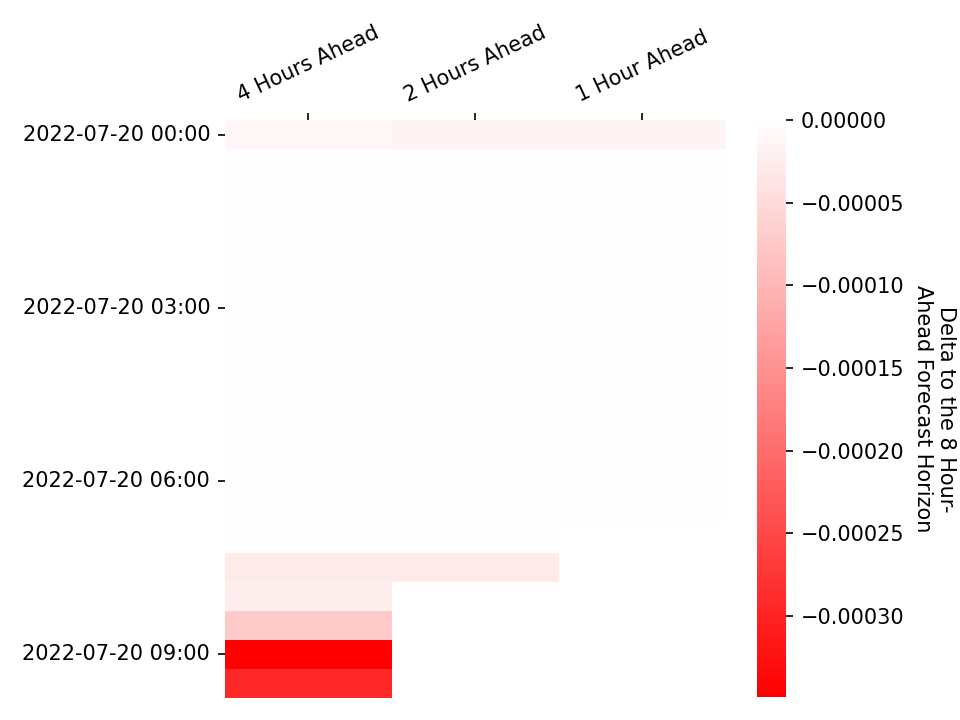 4 Hours Ahead
2 Hours Ahead
1 Hour Ahead
2022-07-20 00:00
2022-07-20 03:00
2022-07-20 06:00
2022-07-20 09:00
0.00000
−0.00005
−0.00010
−0.00015
−0.00020
−0.00025
−0.00030
Delta to the 8 Hour-
Ahead Forecast Horizon